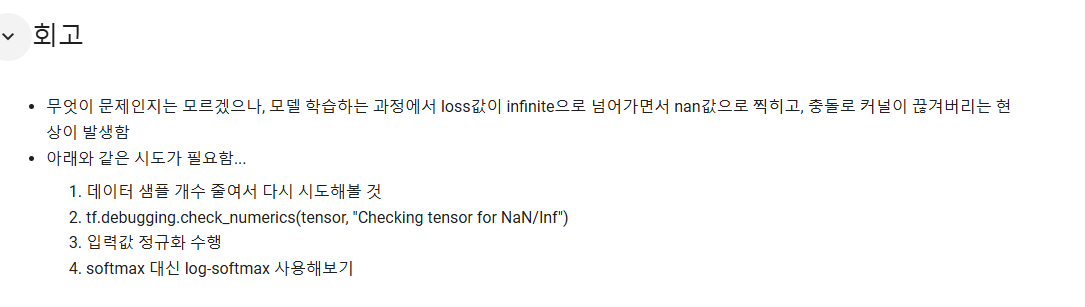 회고
무엇이 문제인지는 모르겠으나, 모델 학습하는 과정에서 loss값이 infinite으로 넘어가면서 nan값으로 찍히고, 충돌로 커널이 끊겨버리는 현
상이 발생함
아래와 같은 시도가 필요함...
1. 데이터 샘플 개수 줄여서 다시 시도해볼 것
2. tf.debugging.check_numerics(tensor, "Checking tensor for NaN/Inf")
3. 입력값 정규화 수행
4. softmax 대신 log-softmax 사용해보기